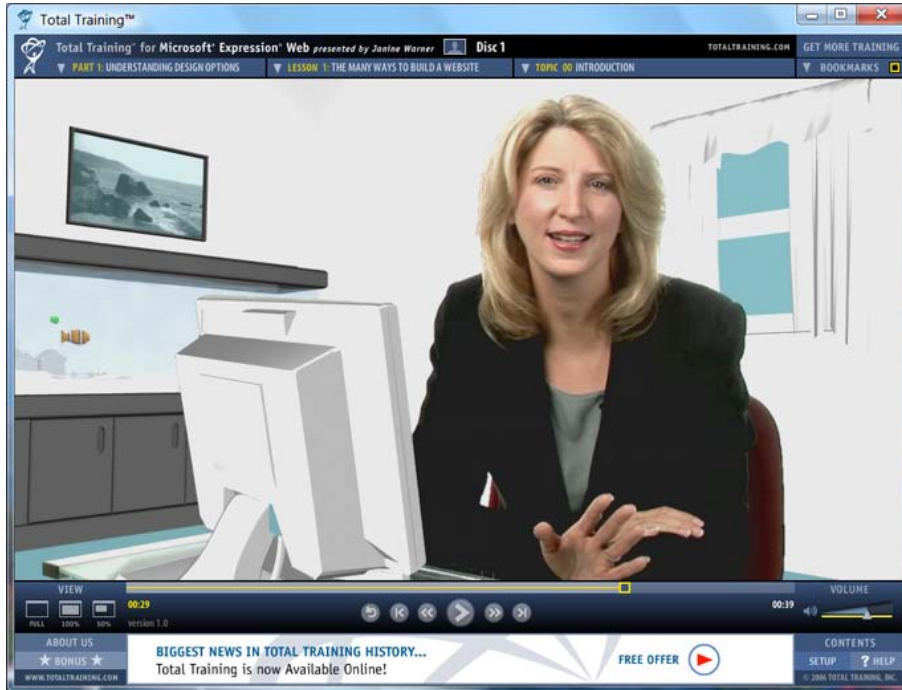 Total Training™
Total Training™ for Microsoft® Expression® Web presented by Janine Warner Disc 1 TOTALTRAINING.COM GET MORE TRAINING
PART 1: UNDERSTANDING DESIGN OPTIONS LESSON 1: THE MANY WAYS TO BUILD A WEBSITE TOPIC 00 INTRODUCTION BOOKMARKS
VIEW VOLUME
00:29 00:39
FULL 100% 50% version 1.0
ABOUT US CONTENTS
BIGGEST NEWS IN TOTAL TRAINING HISTORY...
★ BONUS ★ FREE OFFER SETUP ? HELP
Total Training is now Available Online!
WWW.TOTALTRAINING.COM © 2006 TOTAL TRAINING, INC.